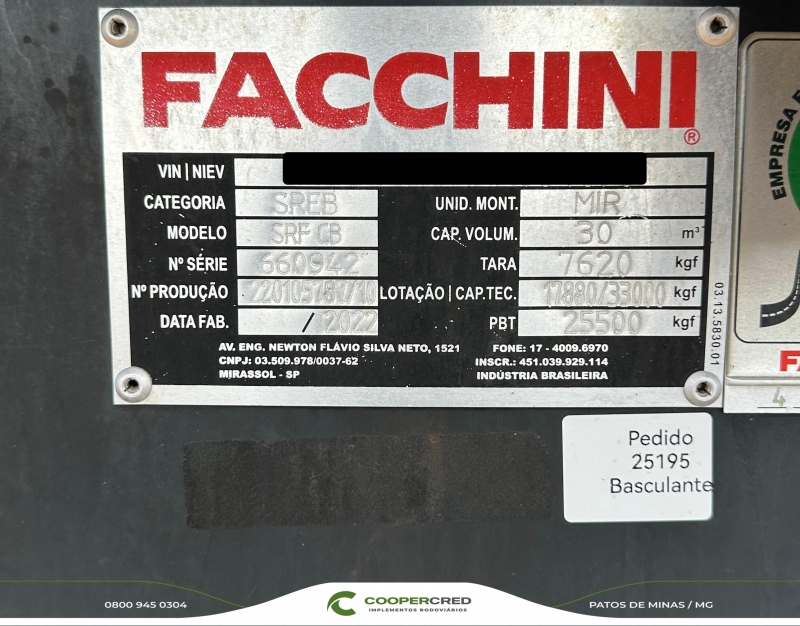 FACCHINI®
VIN | NIEV
CATEGORIA SREB UNID. MONT. MIR
MODELO SRF CB CAP. VOLUM. 30 m³
Nº SÉRIE 660942 TARA 7620 kgf
Nº PRODUÇÃO LOTAÇÃO | CAP.TEC. 17880/33000 kgf
DATA FAB. / 2022 PBT 25500 kgf
AV. ENG. NEWTON FLÁVIO SILVA NETO, 1521 FONE: 17 - 4009.6970
CNPJ: 03.509.978/0037-62 INSCR.: 451.039.929.114
MIRASSOL - SP INDÚSTRIA BRASILEIRA
03.13.5830.01
EMPRESA
4
Pedido
25195
Basculante
0800 945 0304
COOPERCRED
IMPLEMENTOS RODOVIÁRIOS
PATOS DE MINAS / MG